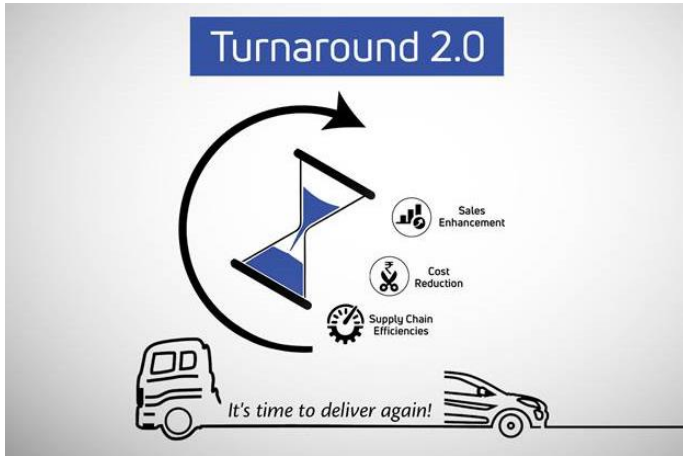 Turnaround 2.0
Sales
Enhancement
₹
Cost
Reduction
Supply Chain
Efficiencies
It's time to deliver again!